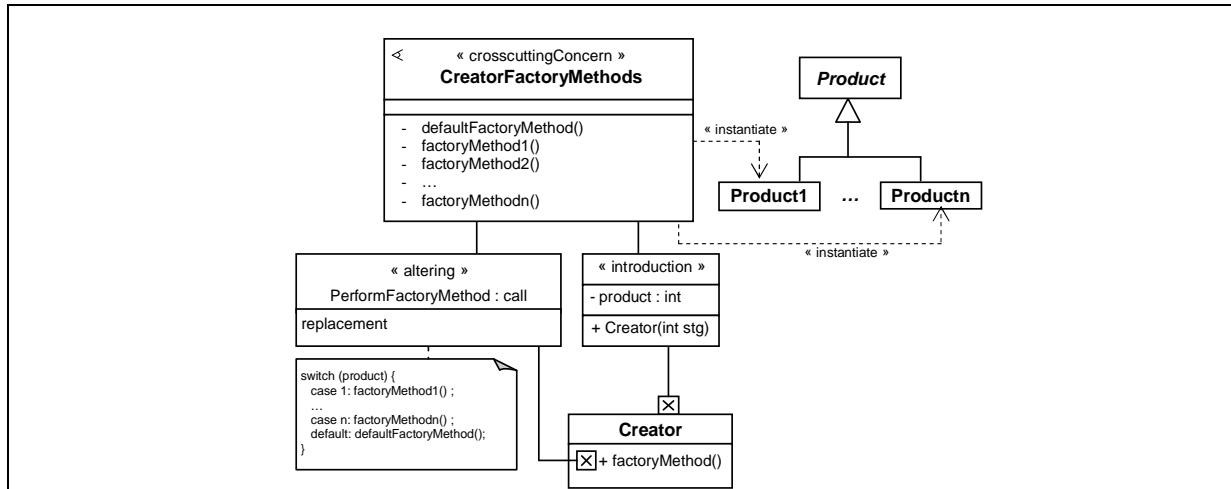 « crosscuttingConcern »
CreatorFactoryMethods
- defaultFactoryMethod()
- factoryMethod1()
- factoryMethod2()
- ...
- factoryMethodn()
Product
« instantiate »
Product1 ... Productn
« instantiate »
« altering »
PerformFactoryMethod : call
replacement
« introduction »
- product : int
+ Creator(int stg)
switch (product) {
case 1: factoryMethod1() ;
...
case n: factoryMethodn() ;
default: defaultFactoryMethod();
}
Creator
+ factoryMethod()